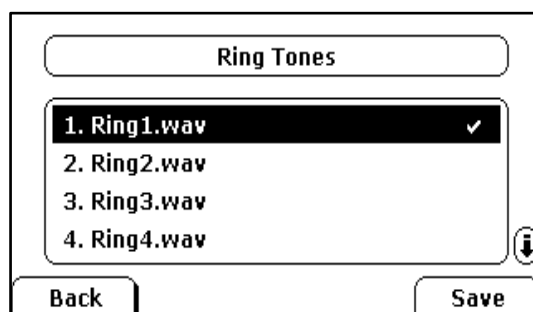 Ring Tones
1. Ring1.wav
2. Ring2.wav
3. Ring3.wav
4. Ring4.wav
Back Save